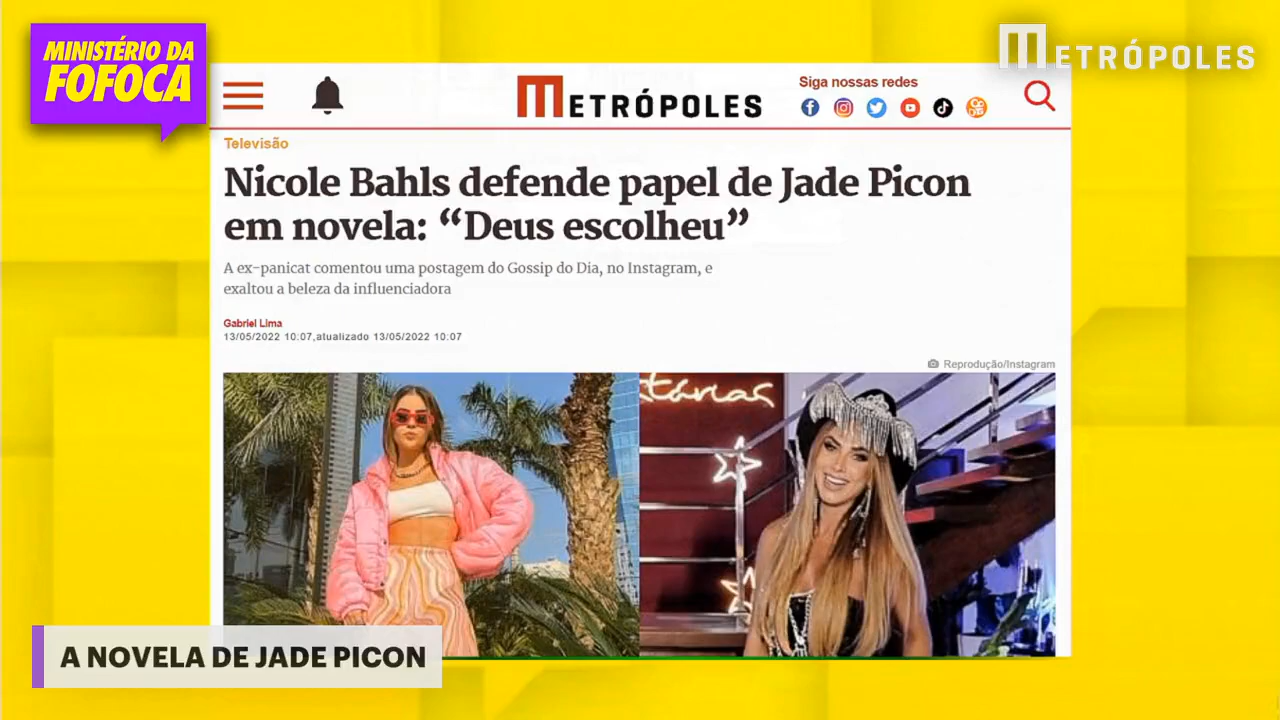 MINISTÉRIO DA
FOFOCA
METRÓPOLES
METRÓPOLES
Siga nossas redes
Televisão
Nicole Bahls defende papel de Jade Picon
em novela: “Deus escolheu”
A ex-panicat comentou uma postagem do Gossip do Dia, no Instagram, e
exaltou a beleza da influenciadora
Gabriel Lima
13/05/2022 10:07,atualizado 13/05/2022 10:07
Reprodução/Instagram
A NOVELA DE JADE PICON